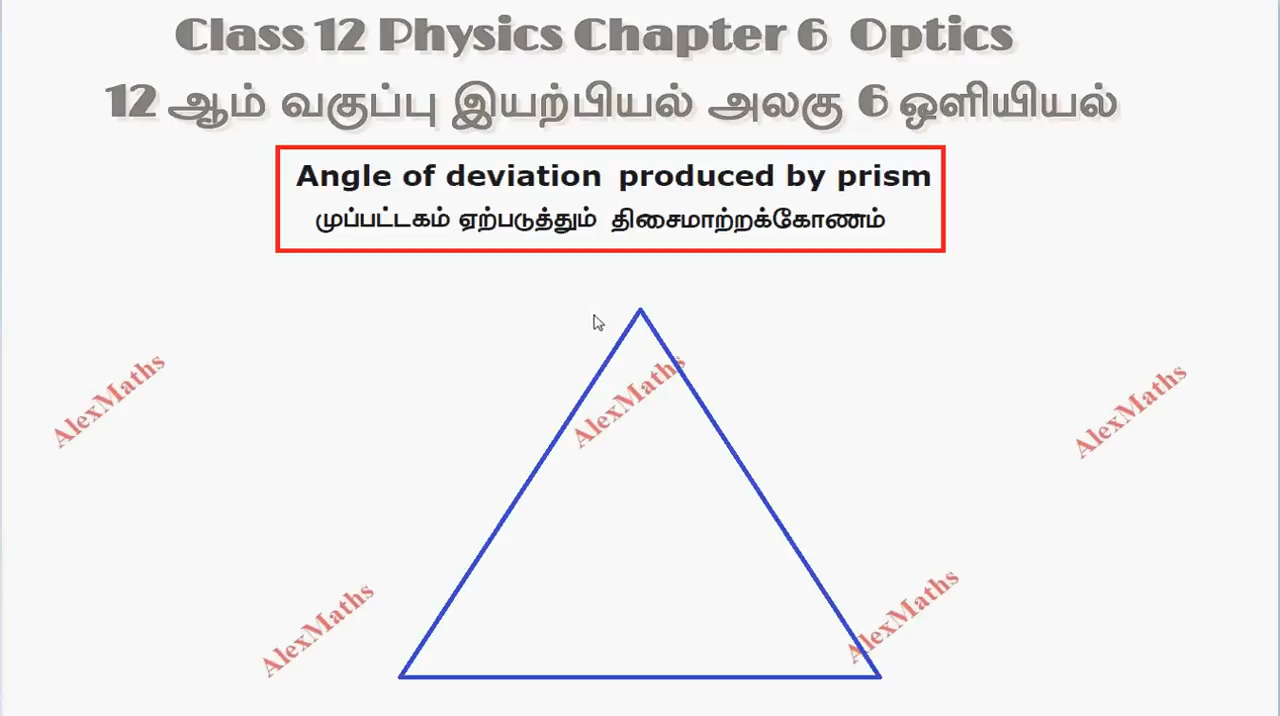 Class 12 Physics Chapter 6 Optics
12 ஆம் வகுப்பு இயற்பியல் அலகு 6 ஒளியியல்
Angle of deviation produced by prism
முப்பட்டகம் ஏற்படுத்தும் திசைமாற்றக்கோணம்
AlexMaths
AlexMaths
AlexMaths
AlexMaths
AlexMaths